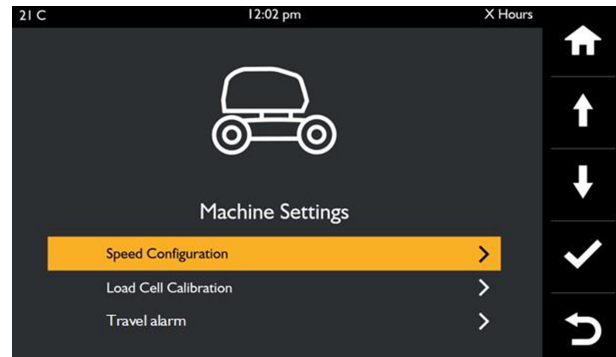 21 C 12:02 pm X Hours
Machine Settings
Speed Configuration
Load Cell Calibration
Travel alarm